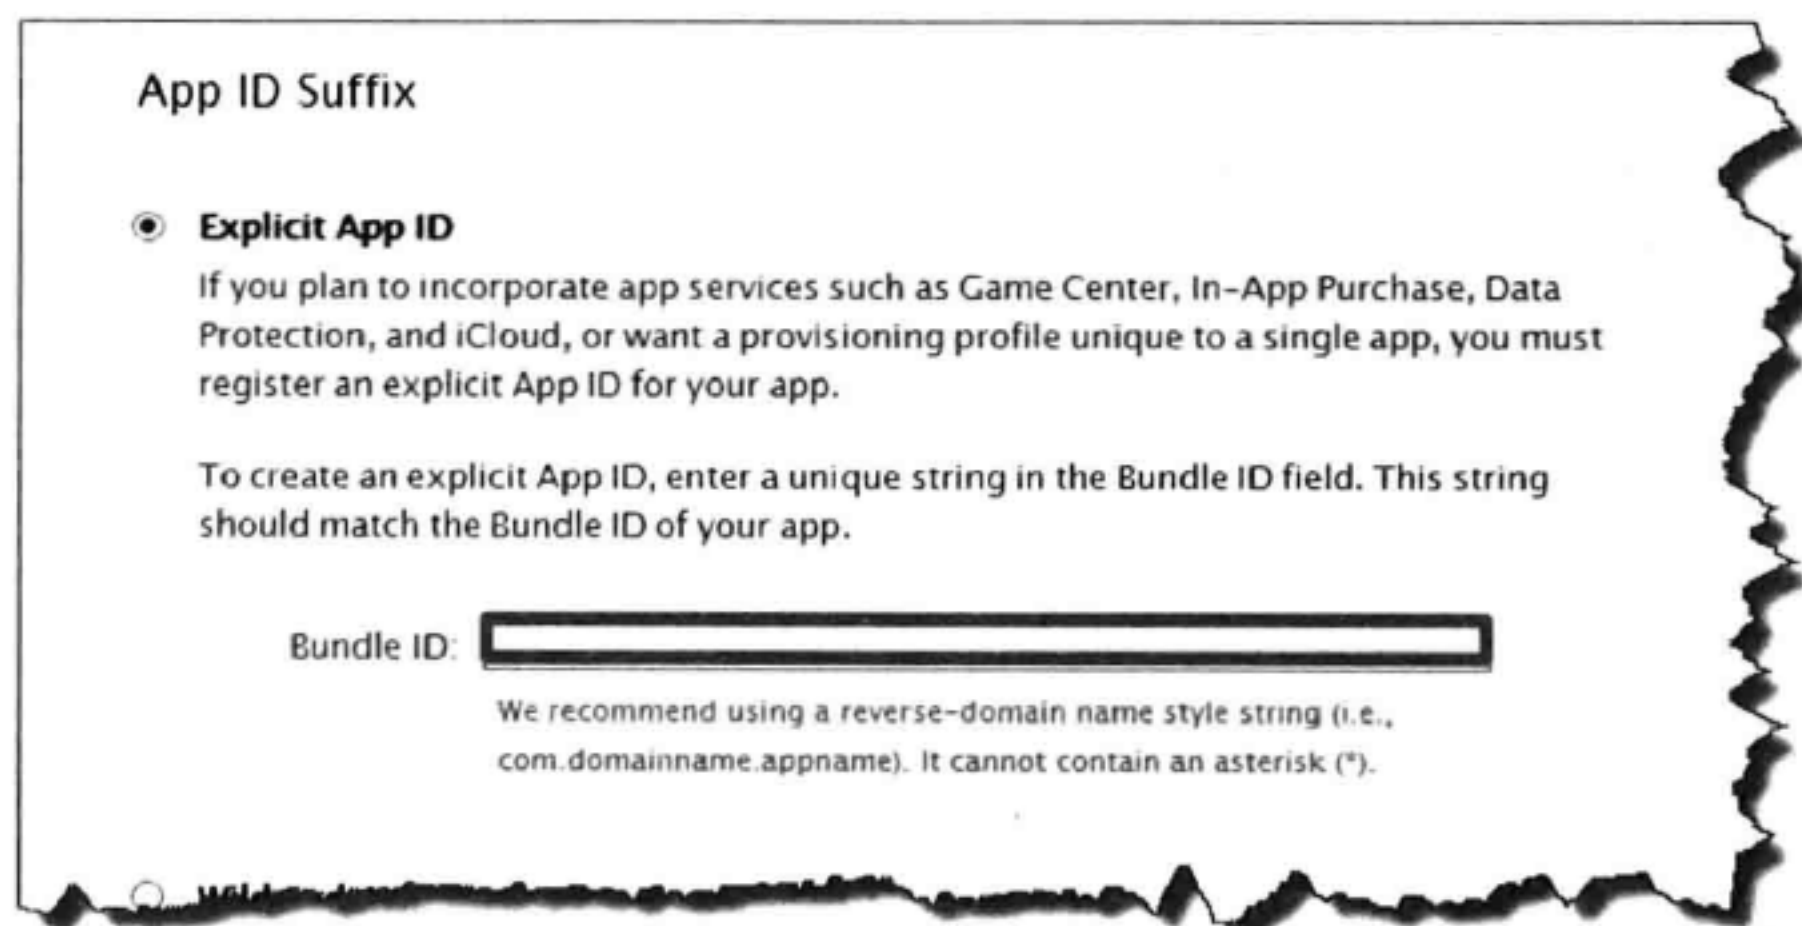 App ID Suffix
Explicit App ID
If you plan to incorporate app services such as Game Center, In-App Purchase, Data
Protection, and iCloud, or want a provisioning profile unique to a single app, you must
register an explicit App ID for your app.
To create an explicit App ID, enter a unique string in the Bundle ID field. This string
should match the Bundle ID of your app.
Bundle ID:
We recommend using a reverse-domain name style string (i.e.,
com.domainname.appname). It cannot contain an asterisk (*).